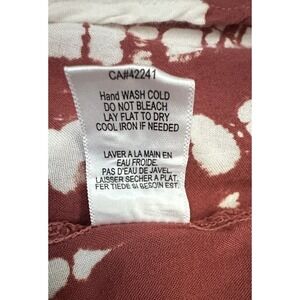 CA#42241
Hand WASH COLD
DO NOT BLEACH
LAY FLAT TO DRY
COOL IRON IF NEEDED
LAVER A LA MAIN EN
EAU FROIDE.
PAS D'EAU DE JAVEL.
LAISSER SECHER A PLAT.
FER TIEDE SI BESOIN EST.